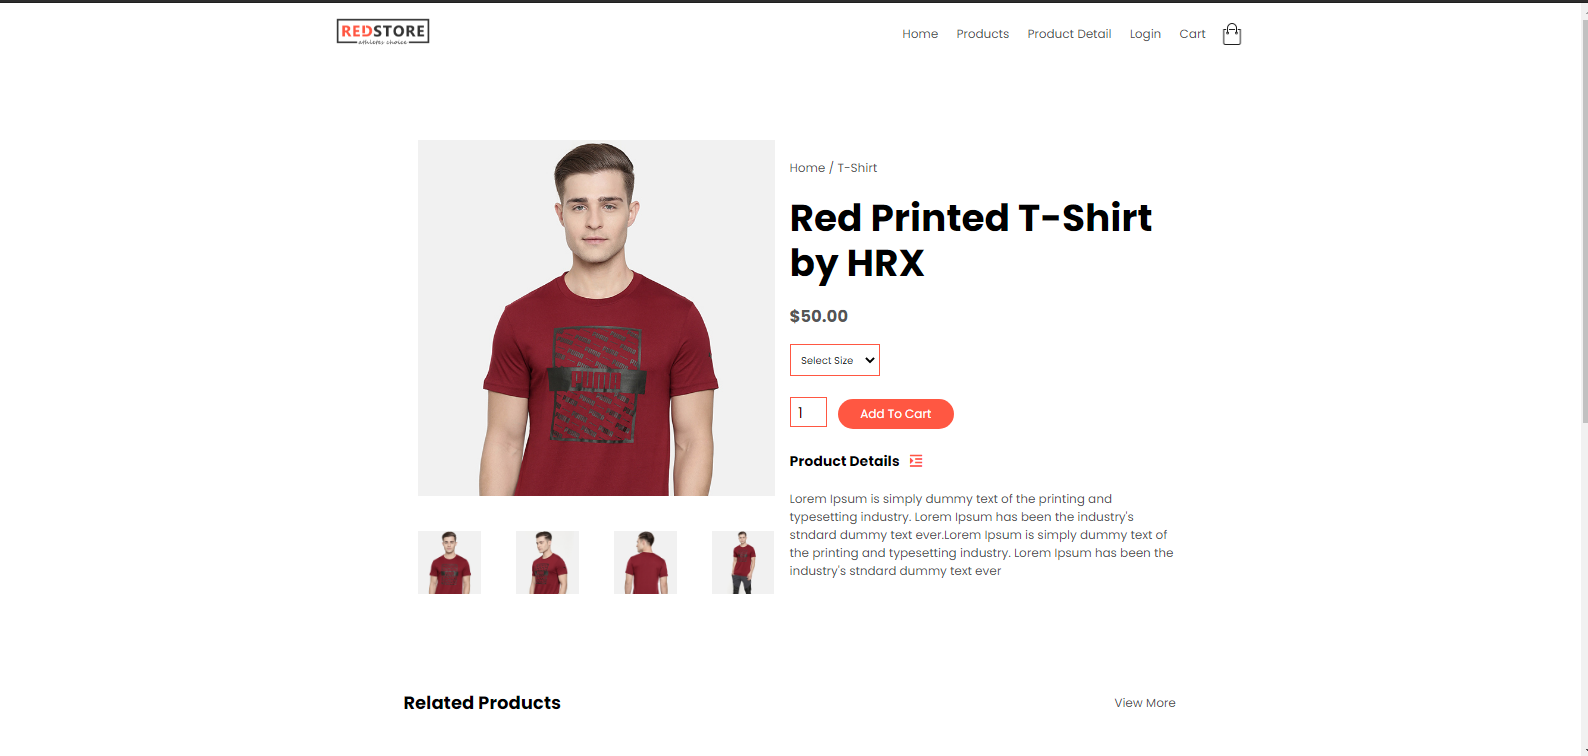 REDSTORE
athletes choice
Home Products Product Detail Login Cart
Home / T-Shirt
Red Printed T-Shirt
by HRX
$50.00
Select Size
1 Add To Cart
Product Details
Lorem Ipsum is simply dummy text of the printing and
typesetting industry. Lorem Ipsum has been the industry's
stndard dummy text ever.Lorem Ipsum is simply dummy text of
the printing and typesetting industry. Lorem Ipsum has been the
industry's stndard dummy text ever
PUMA
Related Products View More